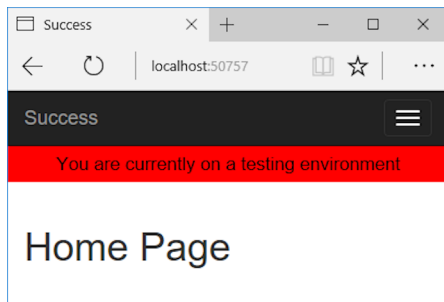 Success
localhost:50757
Success
You are currently on a testing environment
Home Page